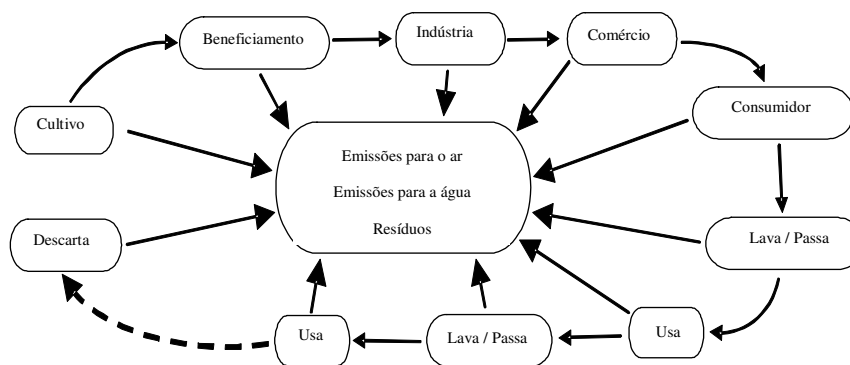 Cultivo
Beneficiamento
Indústria
Comércio
Consumidor
Lava / Passa
Usa
Lava / Passa
Usa
Descarta
Emissões para o ar
Emissões para a água
Resíduos